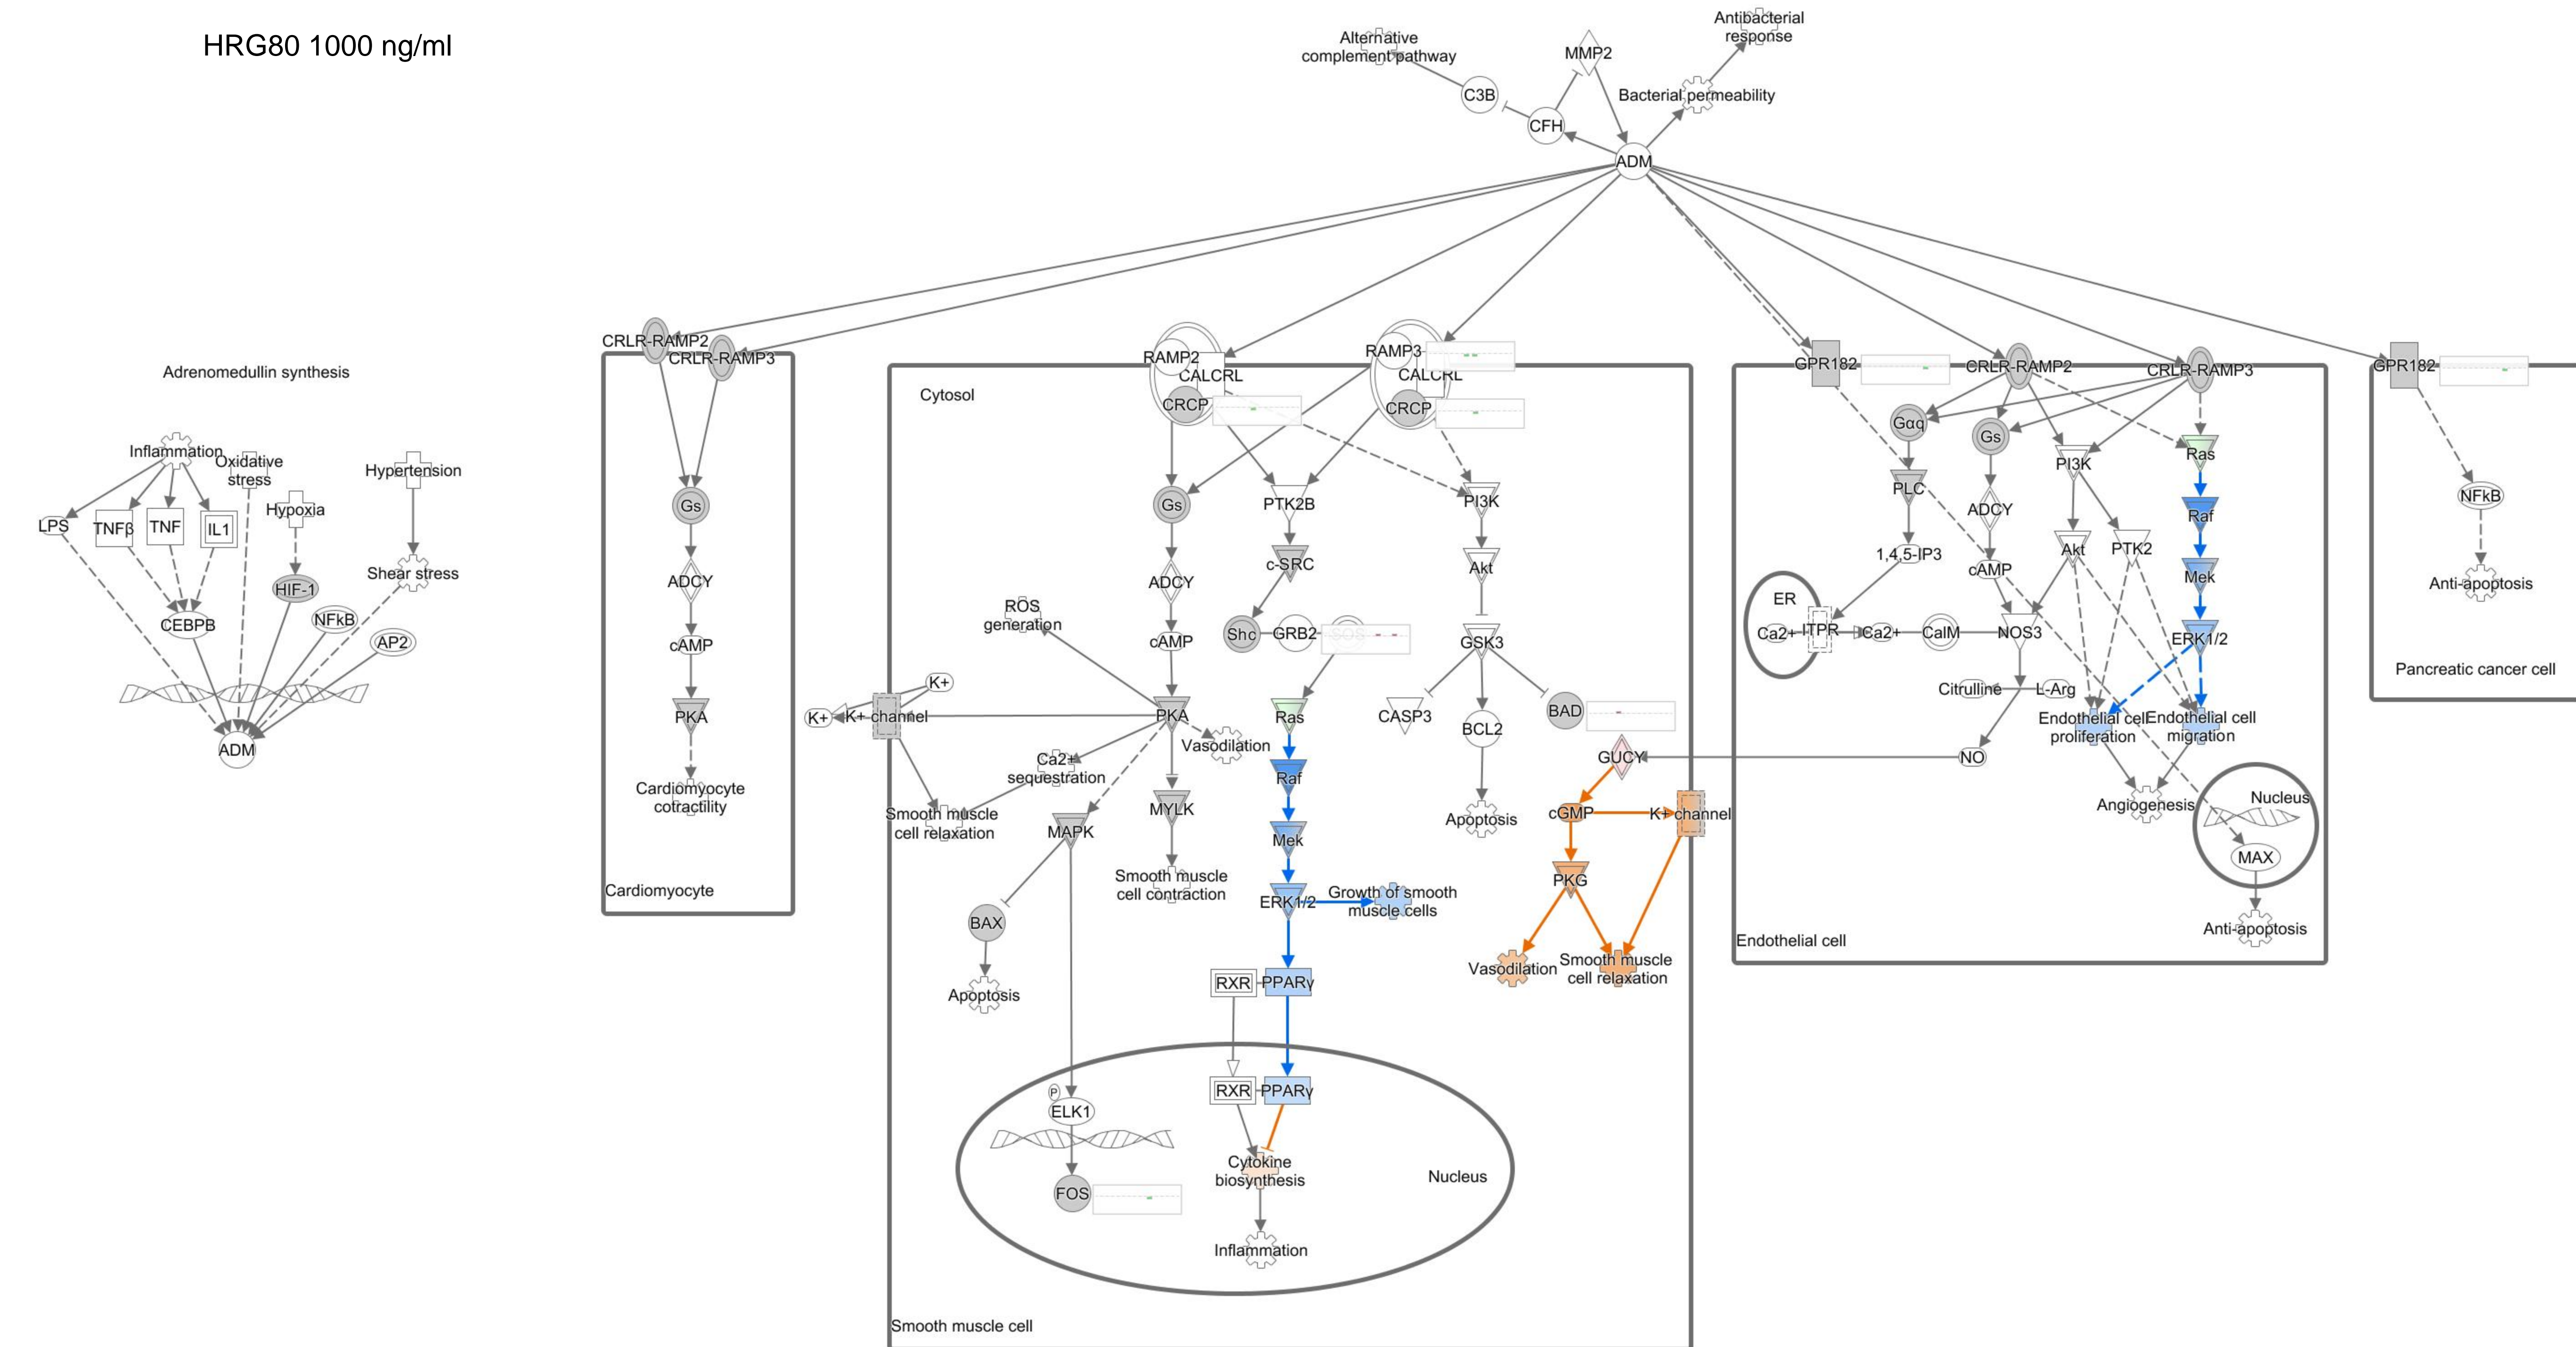 HRG80 1000 ng/ml
Antibacterial
response
Alternative
complement pathway
MMP2
C3B
Bacterial permeability
CFH
ADM
Adrenomedullin synthesis
Inflammation
Oxidative
stress
Hypertension
Hypoxia
LPS
TNFβ
TNF
IL1
Shear stress
HIF-1
CEBPB
NFkB
AP2
ADM
CRLR-RAMP2
CRLR-RAMP3
Gs
ADCY
cAMP
PKA
Cardiomyocyte
cotractility
Cardiomyocyte
Cytosol
RAMP2
CALCRL
CRCP
RAMP3
CALCRL
CRCP
Gs
PTK2B
PI3K
ADCY
c-SRC
Akt
ROS
generation
cAMP
Shc
GRB2
SOS
GSK3
K+
K+
K+ channel
PKA
Vasodilation
Ras
CASP3
BCL2
BAD
GUCY
Ca2+
sequestration
Raf
Smooth muscle
cell relaxation
MAPK
MYLK
Mek
Apoptosis
cGMP
K+ channel
Smooth muscle
cell contraction
ERK1/2
Growth of smooth
muscle cells
PKG
BAX
Apoptosis
RXR
PPARγ
Vasodilation
Smooth muscle
cell relaxation
P
ELK1
RXR
PPARγ
FOS
Cytokine
biosynthesis
Nucleus
Inflammation
Smooth muscle cell
GPR182
CRLR-RAMP2
CRLR-RAMP3
Gαq
Gs
PI3K
Ras
PLC
ADCY
Raf
1,4,5-IP3
cAMP
Akt
PTK2
Mek
ER
Ca2+
ITPR
Ca2+
CalM
NOS3
ERK1/2
Citrulline
L-Arg
Endothelial cell
proliferation
Endothelial cell
migration
NO
Angiogenesis
Nucleus
MAX
Anti-apoptosis
Endothelial cell
GPR182
NFkB
Anti-apoptosis
Pancreatic cancer cell